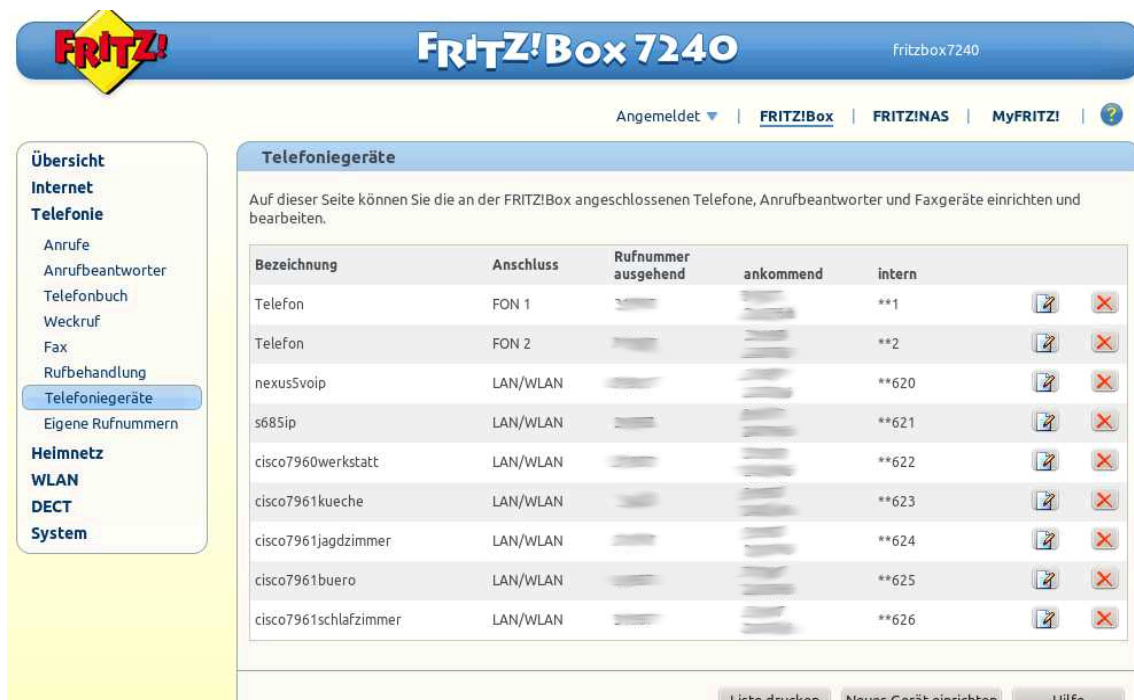 FRITZ!
FRITZ!Box 7240
fritzbox7240
Angemeldet | FRITZ!Box | FRITZ!NAS | MyFRITZ! | ?
Übersicht
Internet
Telefonie
Anrufe
Anrufbeantworter
Telefonbuch
Weckruf
Fax
Rufbehandlung
Telefoniegeräte
Eigene Rufnummern
Heimnetz
WLAN
DECT
System
Telefoniegeräte
Auf dieser Seite können Sie die an der FRITZ!Box angeschlossenen Telefone, Anrufbeantworter und Faxgeräte einrichten und
bearbeiten.
Bezeichnung Anschluss Rufnummer ausgehend ankommend intern
Telefon FON 1 **1
Telefon FON 2 **2
nexus5voip LAN/WLAN **620
s685ip LAN/WLAN **621
cisco7960werkstatt LAN/WLAN **622
cisco7961kueche LAN/WLAN **623
cisco7961jagdzimmer LAN/WLAN **624
cisco7961buero LAN/WLAN **625
cisco7961schlafzimmer LAN/WLAN **626
Liste drucken Neues Gerät einrichten Hilfe